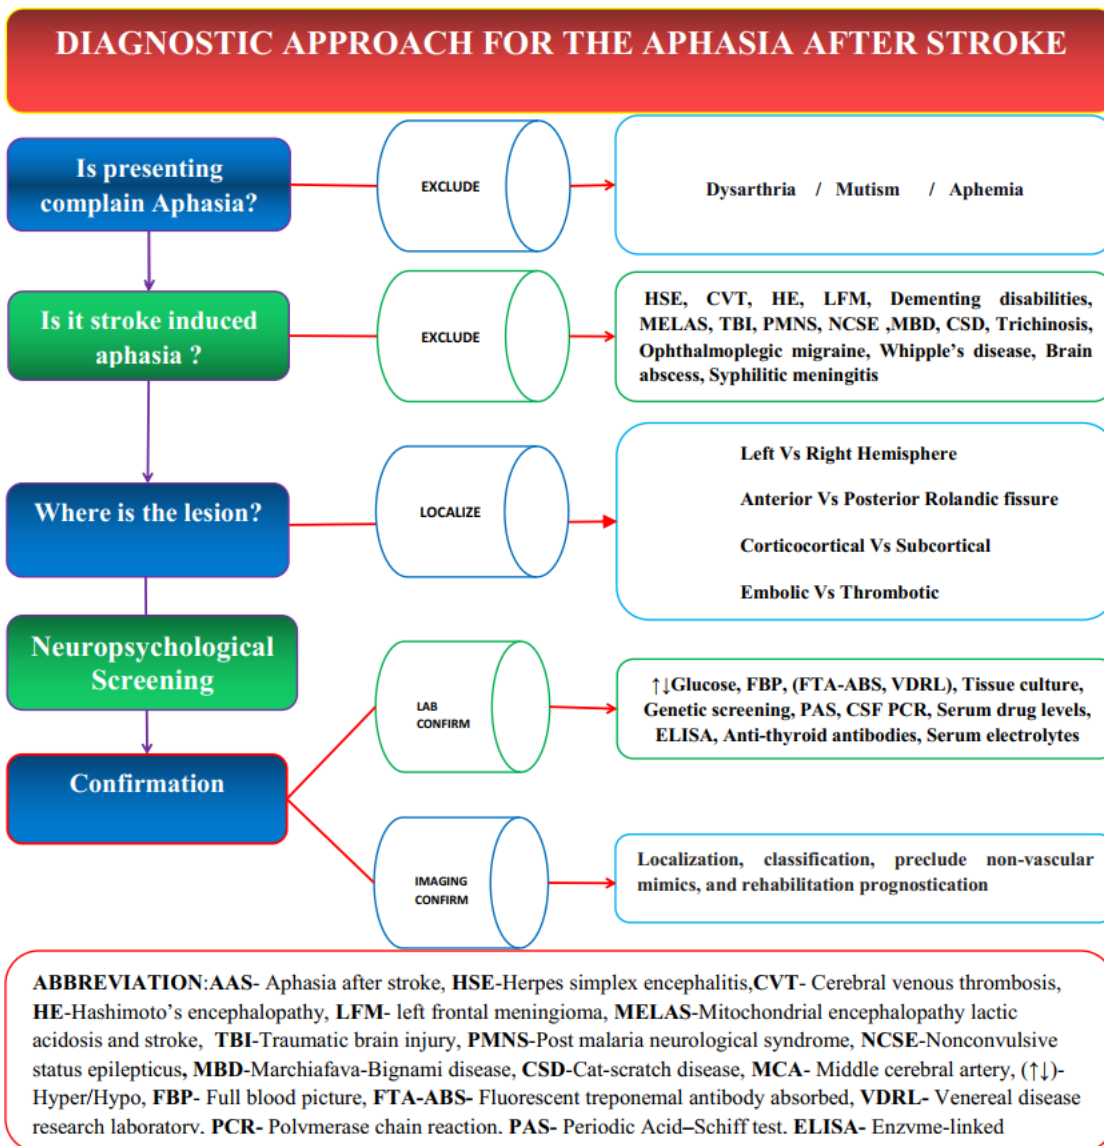 DIAGNOSTIC APPROACH FOR THE APHASIA AFTER STROKE
Is presenting
complain Aphasia?
EXCLUDE
Dysarthria / Mutism / Aphemia
Is it stroke induced
aphasia ?
EXCLUDE
HSE, CVT, HE, LFM, Dementing disabilities,
MELAS, TBI, PMNS, NCSE ,MBD, CSD, Trichinosis,
Ophthalmoplegic migraine, Whipple's disease, Brain
abscess, Syphilitic meningitis
Where is the lesion?
LOCALIZE
Left Vs Right Hemisphere
Anterior Vs Posterior Rolandic fissure
Corticocortical Vs Subcortical
Embolic Vs Thrombotic
Neuropsychological
Screening
Confirmation
LAB
CONFIRM
↑↓Glucose, FBP, (FTA-ABS, VDRL), Tissue culture,
Genetic screening, PAS, CSF PCR, Serum drug levels,
ELISA, Anti-thyroid antibodies, Serum electrolytes
IMAGING
CONFIRM
Localization, classification, preclude non-vascular
mimics, and rehabilitation prognostication
ABBREVIATION:AAS- Aphasia after stroke, HSE-Herpes simplex encephalitis,CVT- Cerebral venous thrombosis,
HE-Hashimoto's encephalopathy, LFM- left frontal meningioma, MELAS-Mitochondrial encephalopathy lactic
acidosis and stroke, TBI-Traumatic brain injury, PMNS-Post malaria neurological syndrome, NCSE-Nonconvulsive
status epilepticus, MBD-Marchiafava-Bignami disease, CSD-Cat-scratch disease, MCA- Middle cerebral artery, (↑↓)-
Hyper/Hypo, FBP- Full blood picture, FTA-ABS- Fluorescent treponemal antibody absorbed, VDRL- Venereal disease
research laboratory. PCR- Polymerase chain reaction. PAS- Periodic Acid–Schiff test. ELISA- Enzyme-linked